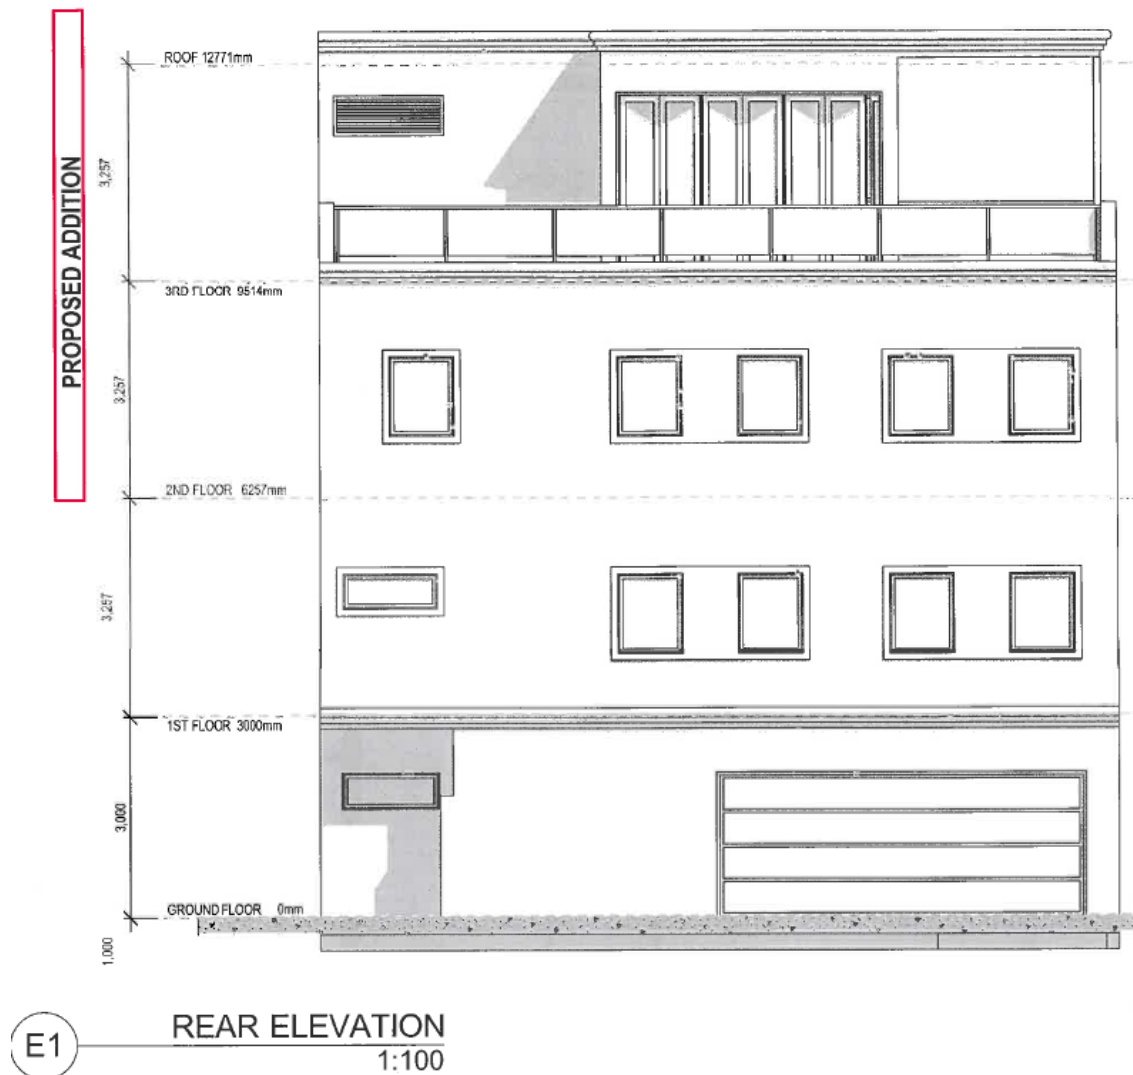 ROOF 12771mm
3,257
PROPOSED ADDITION
3RD FLOOR 9514mm
3,257
2ND FLOOR 6257mm
3,257
1ST FLOOR 3000mm
3,000
GROUND FLOOR 0mm
1,000
E1
REAR ELEVATION
1:100